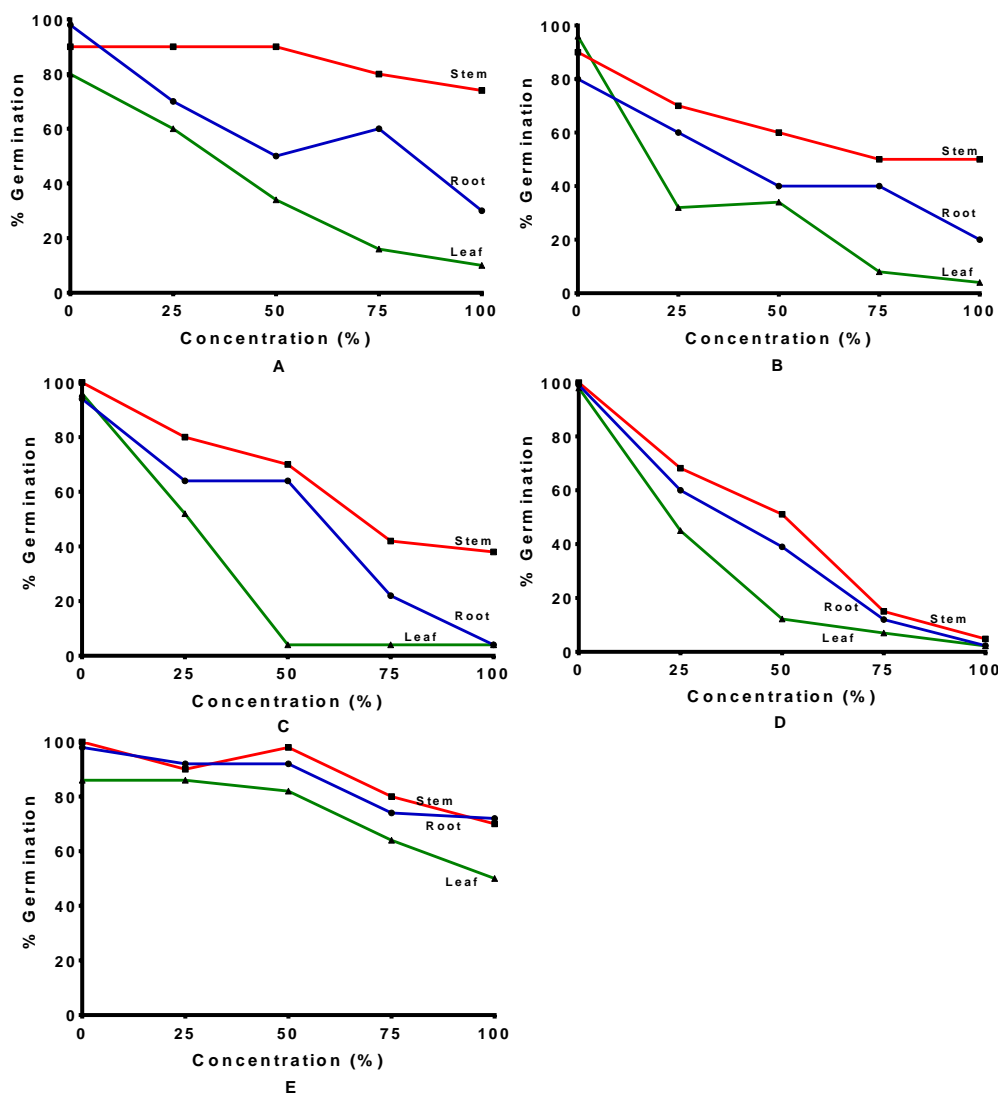 100
80
60
40
20
0
% Germination
Stem
Root
Leaf
0 25 50 75 100
Concentration (%)
A
100
80
60
40
20
0
% Germination
Stem
Root
Leaf
0 25 50 75 100
Concentration (%)
B
100
80
60
40
20
0
% Germination
Stem
Root
Leaf
0 25 50 75 100
Concentration (%)
C
100
80
60
40
20
0
% Germination
Root
Stem
Leaf
0 25 50 75 100
Concentration (%)
D
100
80
60
40
20
0
% Germination
Stem
Root
Leaf
0 25 50 75 100
Concentration (%)
E